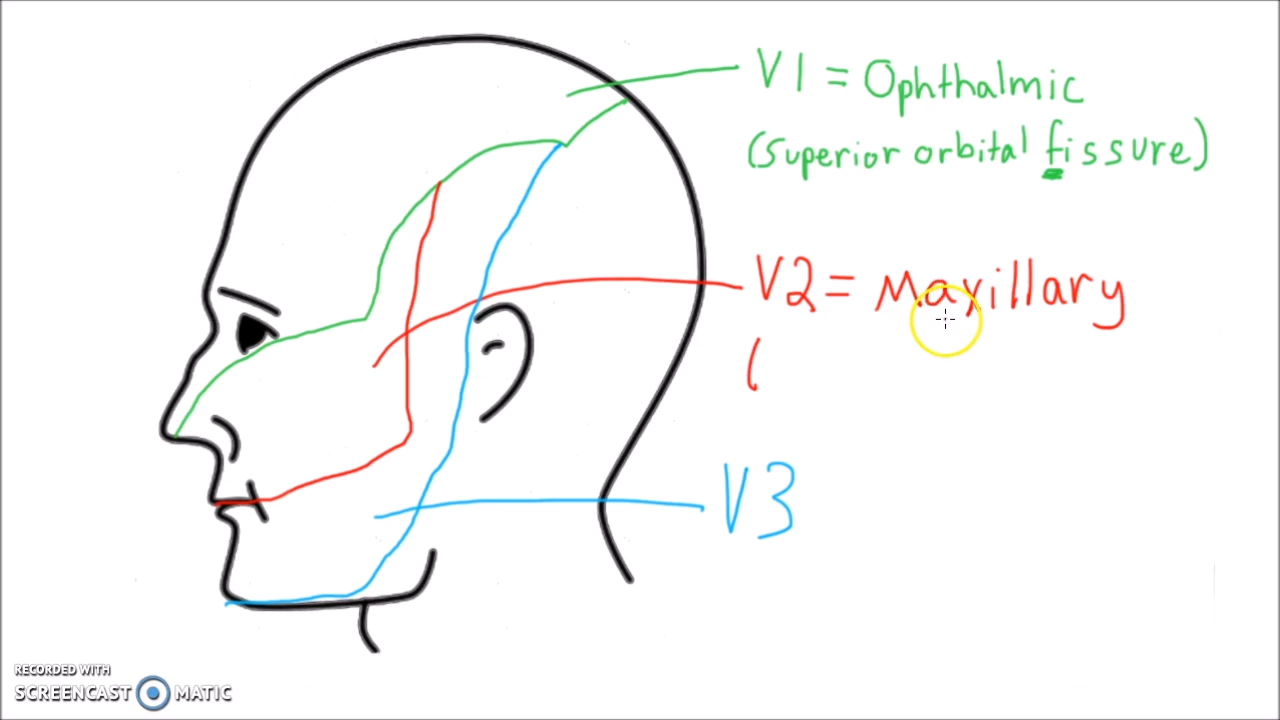 V1 = Ophthalmic
(Superior orbital fissure)
V2 = Maxillary
(
V3
RECORDED WITH
SCREENCAST MATIC